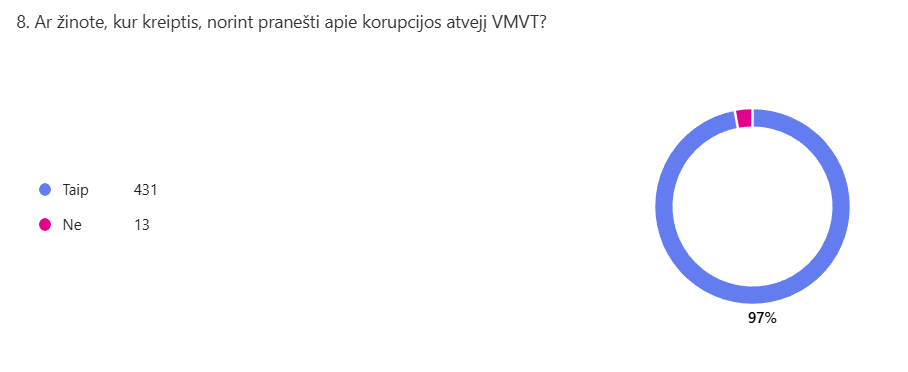 8. Ar žinote, kur kreiptis, norint pranešti apie korupcijos atvejį VMVT?
Taip 431
Ne 13
97%